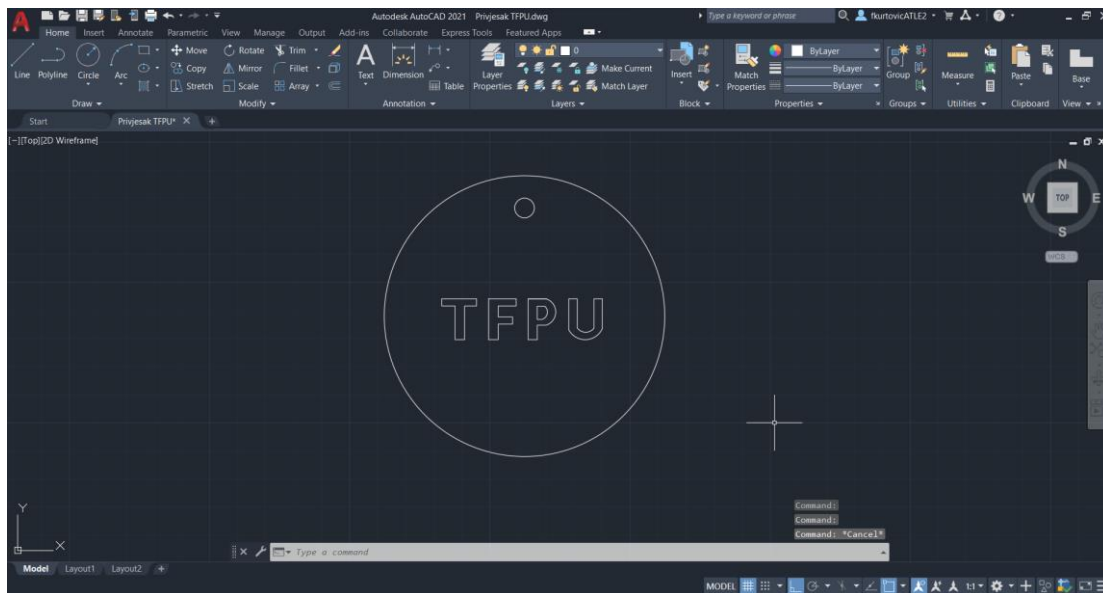 Autodesk AutoCAD 2021 Privjesak TFPU.dwg
Type a keyword or phrase
fkurtovicATLE2
Home Insert Annotate Parametric View Manage Output Add-ins Collaborate Express Tools Featured Apps
Line Polyline Circle Arc
Move Rotate Trim
Copy Mirror Fillet
Stretch Scale Array
Text Dimension
Table
Layer Properties
0
Make Current
Match Layer
Insert
Match Properties
ByLayer
ByLayer
ByLayer
Group
Measure
Paste
Base
Draw Modify Annotation Layers Block Properties Groups Utilities Clipboard View
Start Privjesak TFPU*
[−][Top][2D Wireframe]
N
W TOP E
S
WCS
TFPU
Y
X
Command:
Command:
Command: *Cancel*
Type a command
Model Layout1 Layout2
MODEL 1:1